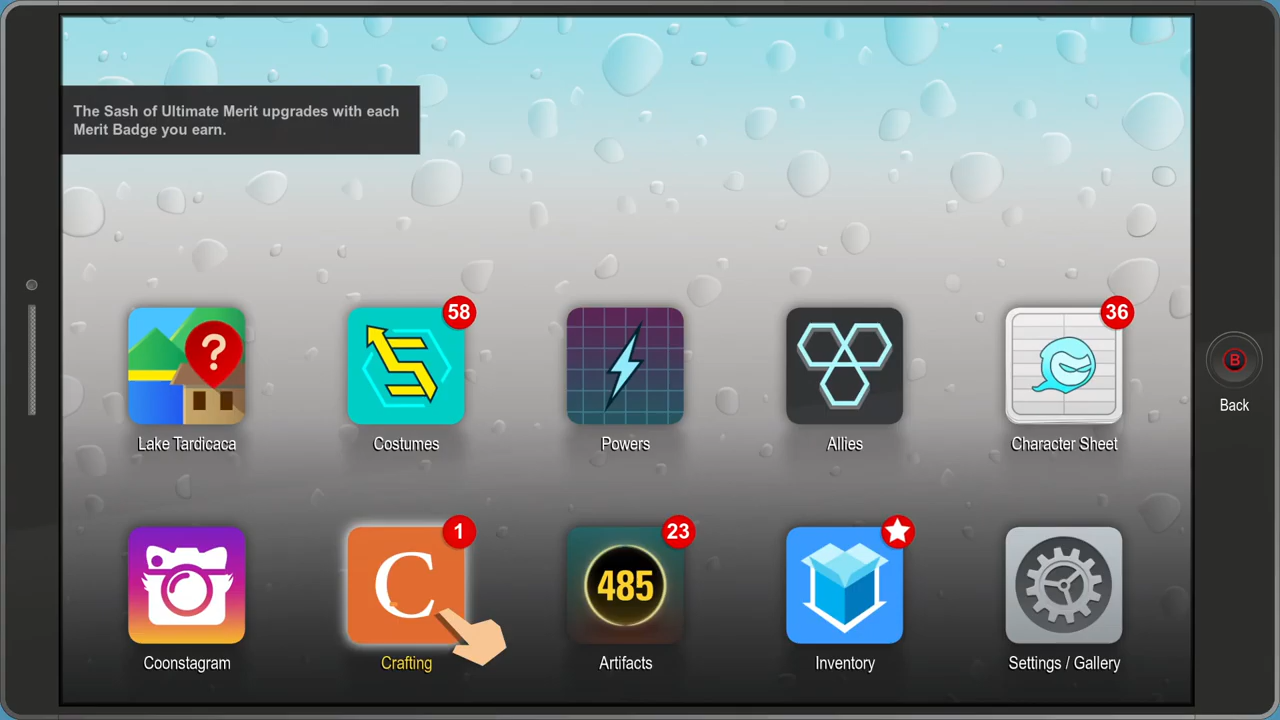 The Sash of Ultimate Merit upgrades with each
Merit Badge you earn.
?
58
36
Lake Tardicaca
Costumes
Powers
Allies
Character Sheet
B
Back
C
1
485
23
Coonstagram
Crafting
Artifacts
Inventory
Settings / Gallery